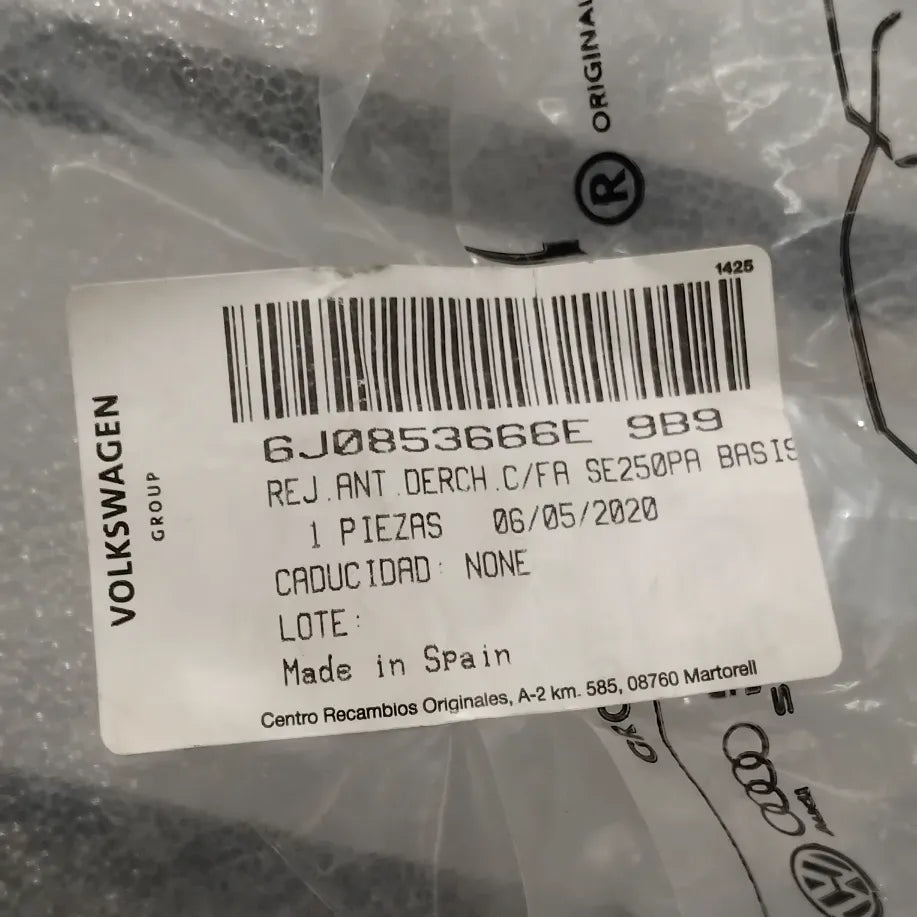 ORIGINAL
®
1425
VOLKSWAGEN
GROUP
6J0853666E 9B9
REJ.ANT.DERCH.C/FA SE250PA BASIS
1 PIEZAS 06/05/2020
CADUCIDAD: NONE
LOTE:
Made in Spain
Centro Recambios Originales, A-2 km. 585, 08760 Martorell